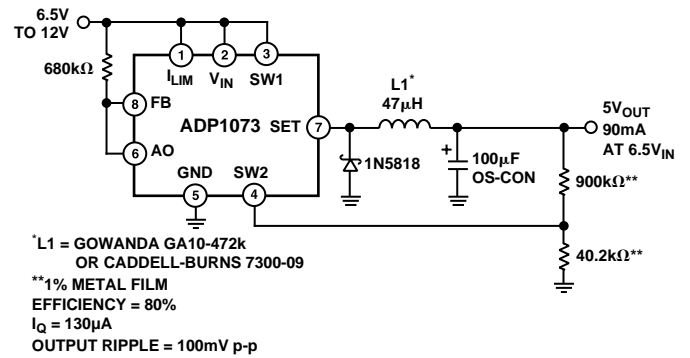 6.5V
TO 12V
680kΩ
1
2
3
ILIM
VIN
SW1
8
FB
ADP1073
SET
7
6
AO
GND
SW2
5
4
L1*
47µH
1N5818
+
100µF
OS-CON
5VOUT
90mA
AT 6.5VIN
900kΩ**
40.2kΩ**
*L1 = GOWANDA GA10-472k
OR CADDELL-BURNS 7300-09
**1% METAL FILM
EFFICIENCY = 80%
IQ = 130µA
OUTPUT RIPPLE = 100mV p-p